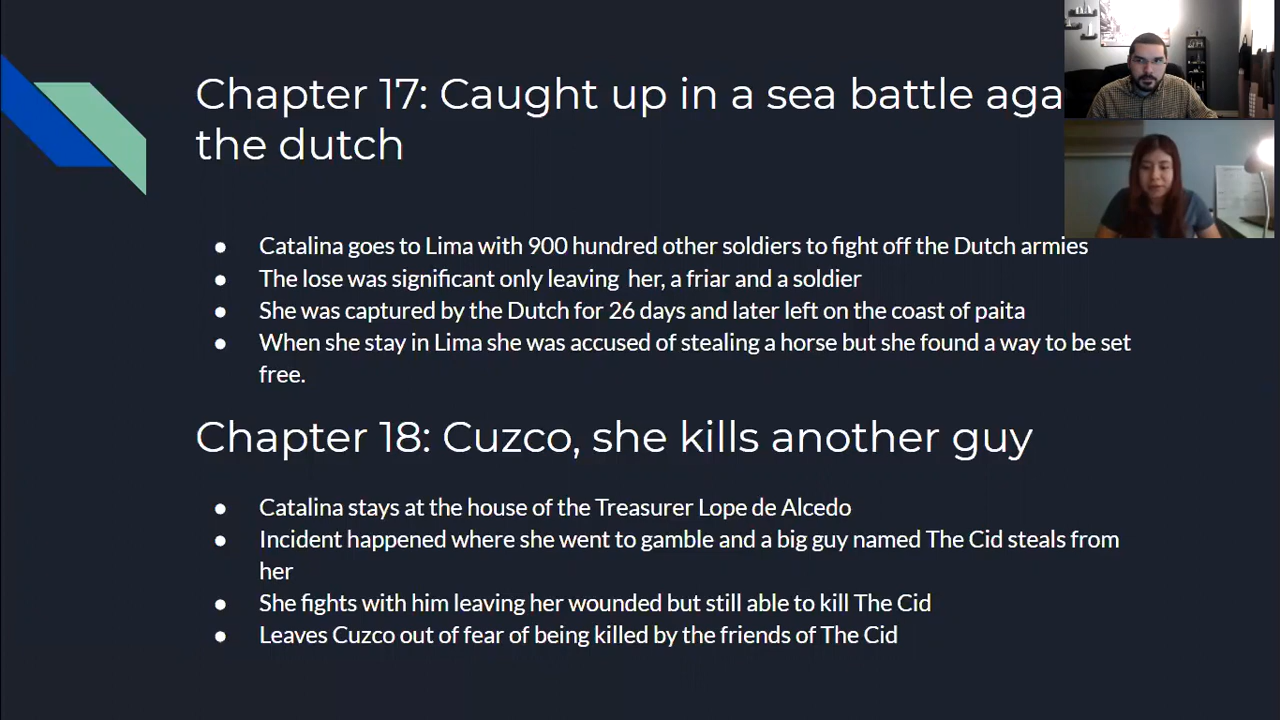 Chapter 17: Caught up in a sea battle aga
the dutch
● Catalina goes to Lima with 900 hundred other soldiers to fight off the Dutch armies
● The lose was significant only leaving her, a friar and a soldier
● She was captured by the Dutch for 26 days and later left on the coast of paita
● When she stay in Lima she was accused of stealing a horse but she found a way to be set
free.
Chapter 18: Cuzco, she kills another guy
● Catalina stays at the house of the Treasurer Lope de Alcedo
● Incident happened where she went to gamble and a big guy named The Cid steals from
her
● She fights with him leaving her wounded but still able to kill The Cid
● Leaves Cuzco out of fear of being killed by the friends of The Cid